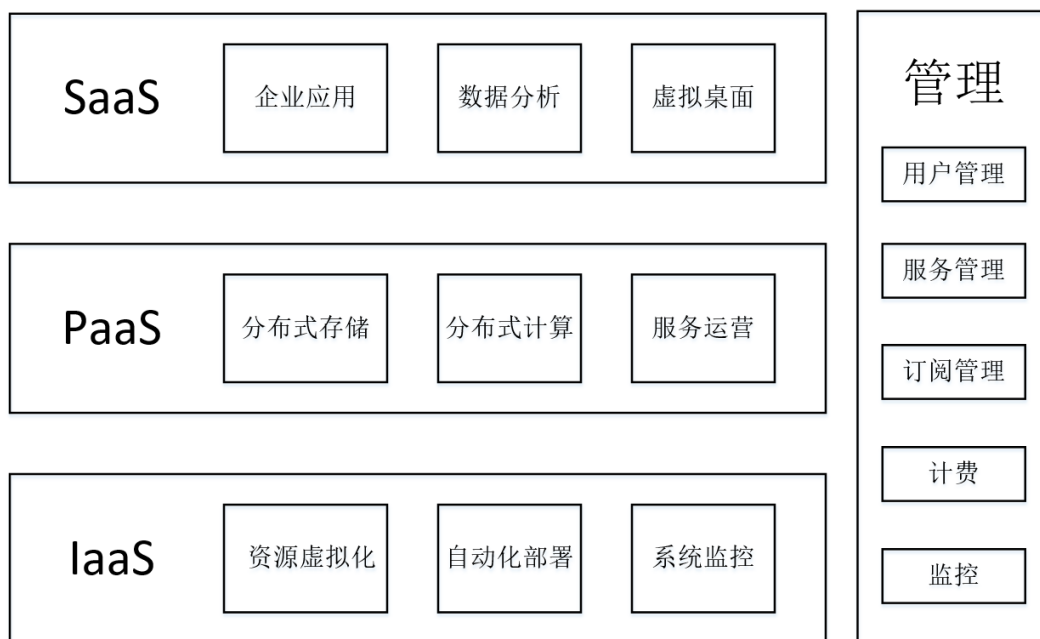 SaaS
企业应用
数据分析
虚拟桌面
PaaS
分布式存储
分布式计算
服务运营
IaaS
资源虚拟化
自动化部署
系统监控
管理
用户管理
服务管理
订阅管理
计费
监控